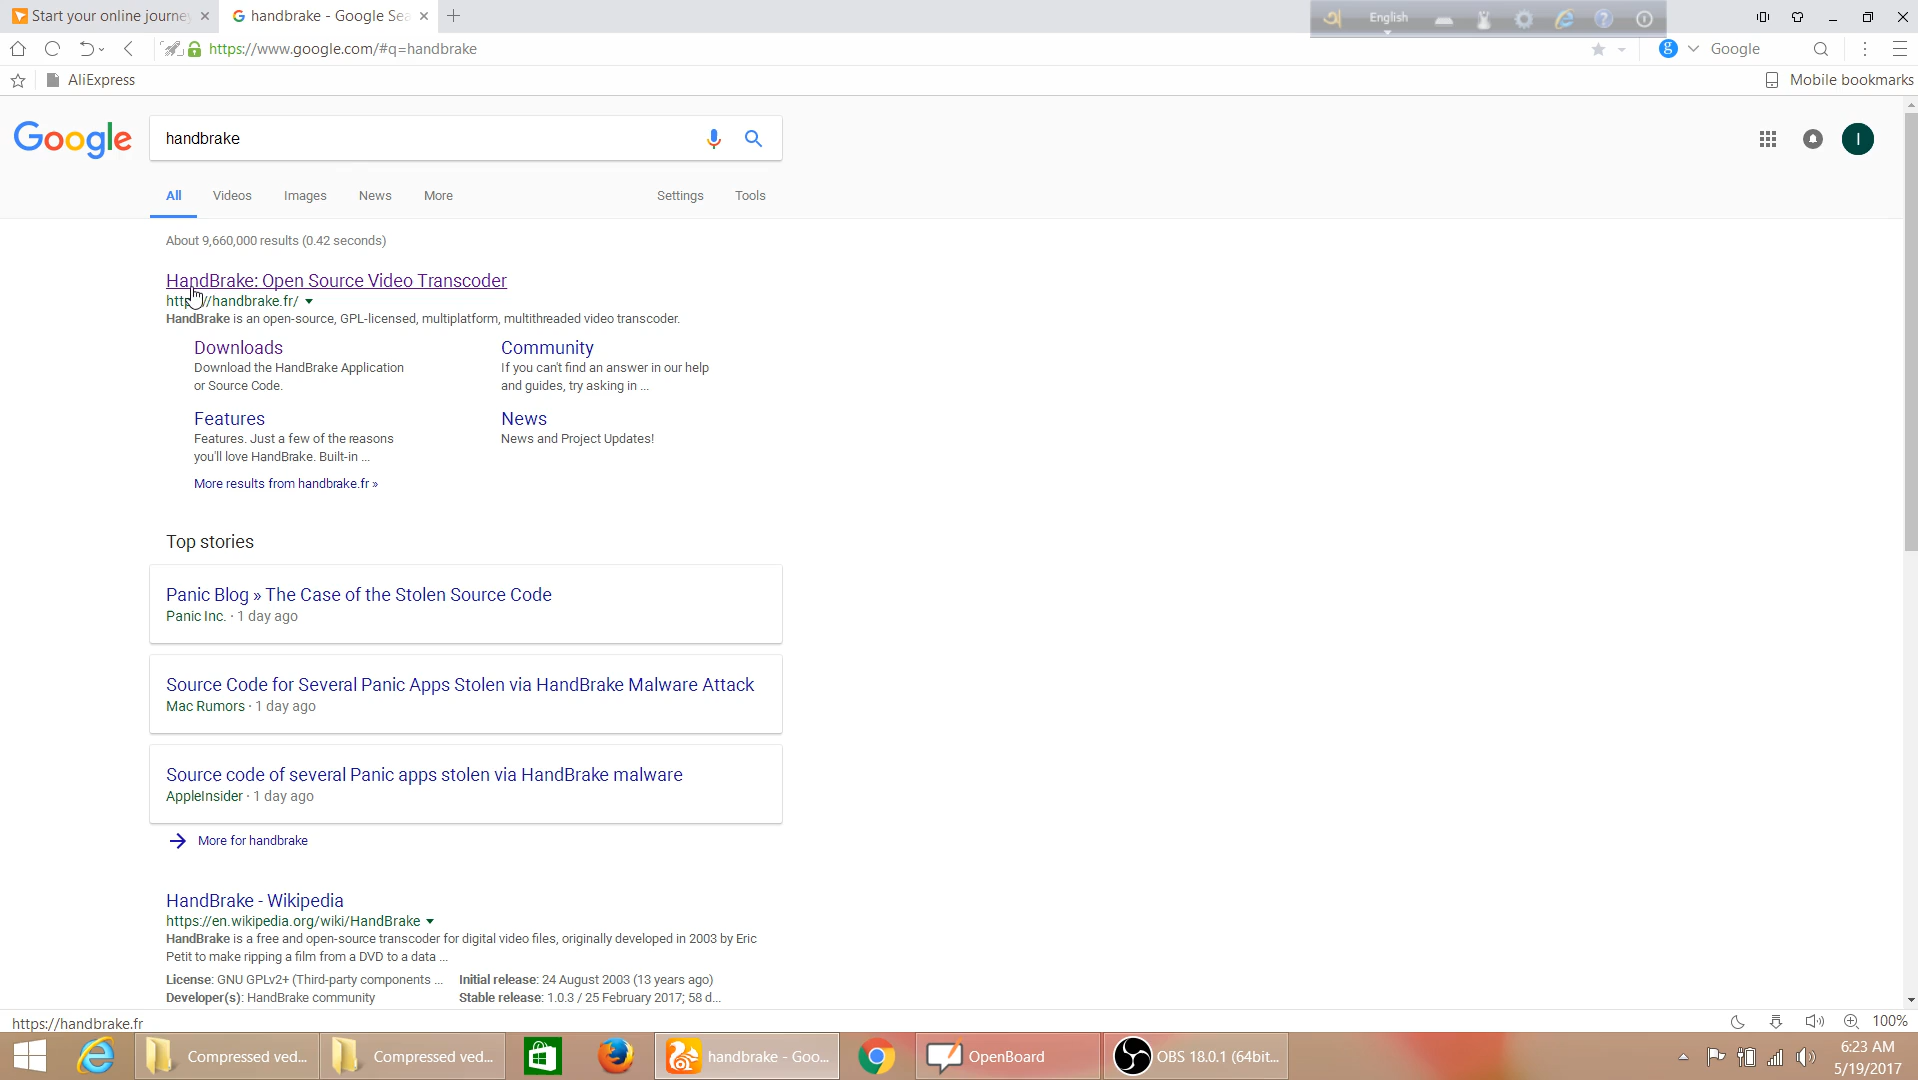 Start your online journey
handbrake - Google Sea
English
https://www.google.com/#q=handbrake
Google
AliExpress
Mobile bookmarks
Google
handbrake
I
All
Videos
Images
News
More
Settings
Tools
About 9,660,000 results (0.42 seconds)
HandBrake: Open Source Video Transcoder
http //handbrake.fr/
HandBrake is an open-source, GPL-licensed, multiplatform, multithreaded video transcoder.
Downloads
Download the HandBrake Application
or Source Code.
Community
If you can't find an answer in our help
and guides, try asking in ...
Features
Features. Just a few of the reasons
you'll love HandBrake. Built-in ...
News
News and Project Updates!
More results from handbrake.fr »
Top stories
Panic Blog » The Case of the Stolen Source Code
Panic Inc. · 1 day ago
Source Code for Several Panic Apps Stolen via HandBrake Malware Attack
Mac Rumors · 1 day ago
Source code of several Panic apps stolen via HandBrake malware
AppleInsider · 1 day ago
More for handbrake
HandBrake - Wikipedia
https://en.wikipedia.org/wiki/HandBrake
HandBrake is a free and open-source transcoder for digital video files, originally developed in 2003 by Eric
Petit to make ripping a film from a DVD to a data ...
License: GNU GPLv2+ (Third-party components ...
Initial release: 24 August 2003 (13 years ago)
Developer(s): HandBrake community
Stable release: 1.0.3 / 25 February 2017; 58 d...
https://handbrake.fr
100%
Compressed ved...
Compressed ved...
handbrake - Goo...
OpenBoard
OBS 18.0.1 (64bit...
6:23 AM
5/19/2017